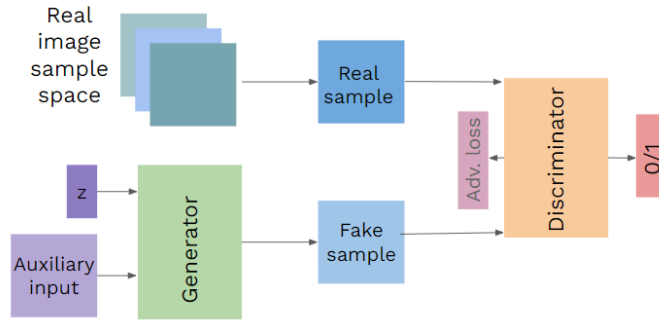 Real
image
sample
space
Real
sample
Adv. loss
Discriminator
0/1
z
Auxiliary
input
Generator
Fake
sample